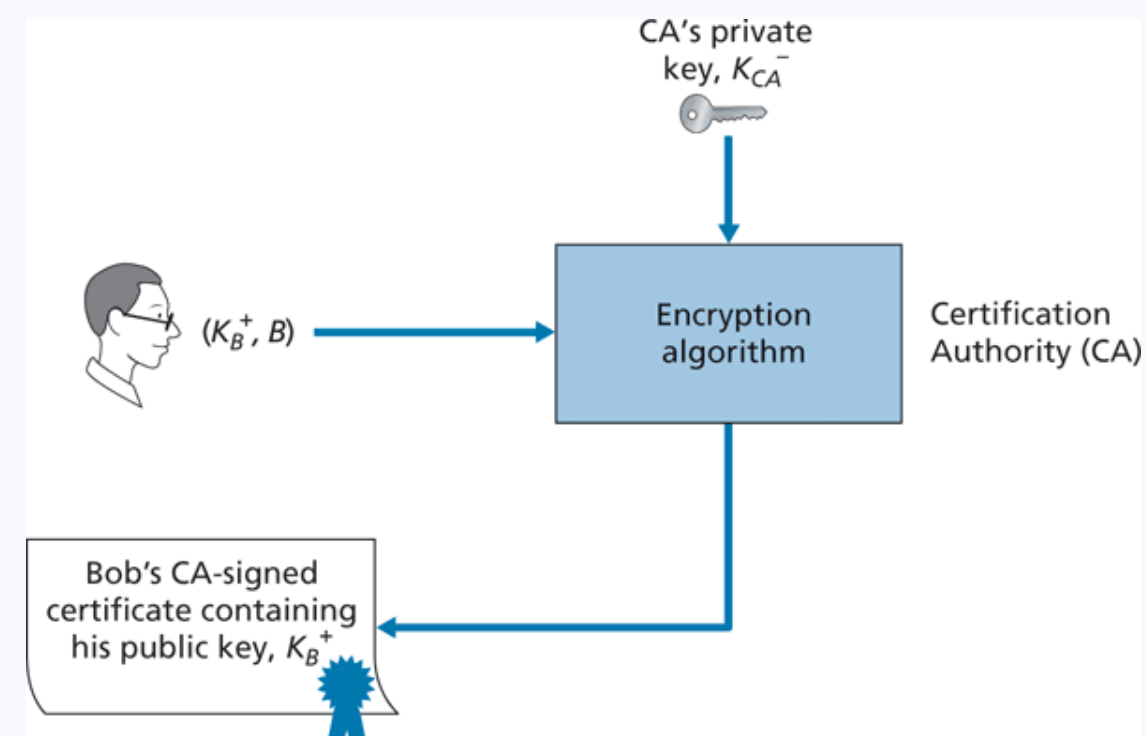 CA's private
key, K_CA^−
(K_B^+, B)
Encryption
algorithm
Certification
Authority (CA)
Bob's CA-signed
certificate containing
his public key, K_B^+